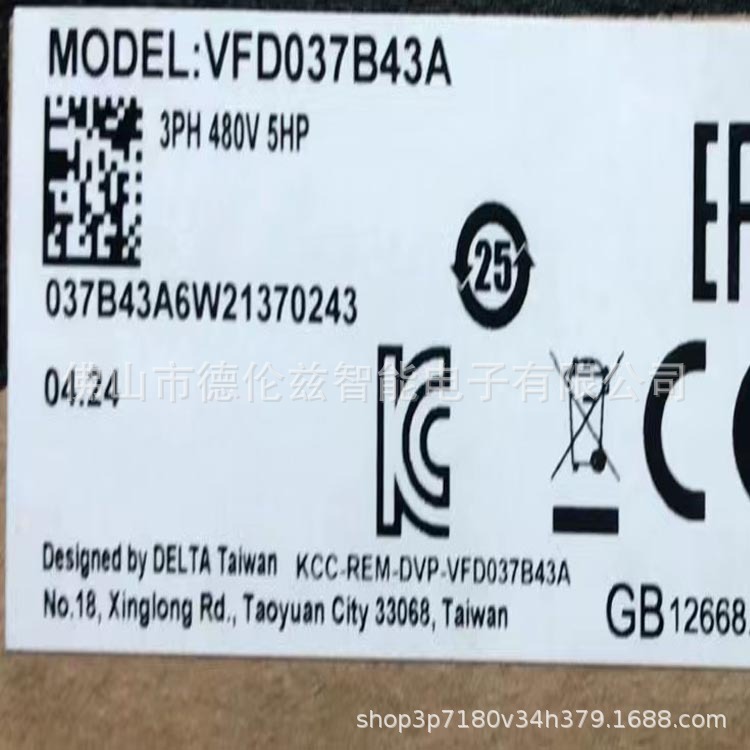 MODEL:VFD037B43A
3PH 480V 5HP
25
037B43A6W21370243
佛山市德伦兹智能电子有限公司
04.24
Designed by DELTA Taiwan KCC-REM-DVP-VFD037B43A
No.18, Xinglong Rd., Taoyuan City 33068, Taiwan
GB12668
shop3p7180v34h379.1688.com